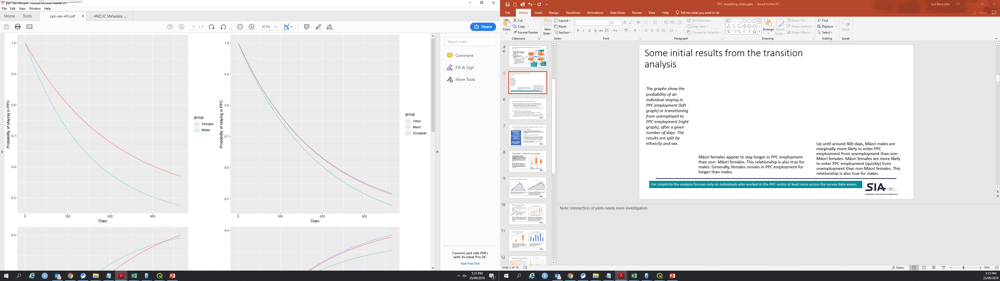 ppc-sex-eth.pdf - Adobe Acrobat Reader DC
File Edit View Window Help
Home Tools ppc-sex-eth.pdf × ANZLIC Metadata ...
1 / 1 87.5% Share
Search tools
Comment
Fill & Sign
More Tools
Convert and edit PDFs
with Acrobat Pro DC
Start Free Trial
Probability of staying in PPC
1.0
0.9
0.8
0.7
0.6
0.5
0 300 600 900
Days
group
Females
Males
Probability of staying in PPC
1.0
0.9
0.8
0.7
0.6
0.5
0 300 600 900
Days
group
Other
Maori
European
0.4
0.4
5:15 PM
25/09/2019
PPC modelling slides.pptx - Saved to this PC
Joel Bancolita
File Home Insert Design Transitions Animations Slide Show Review View Help Tell me what you want to do
Share
Paste
Cut
Copy
Format Painter
Clipboard
New
Slide
Layout
Reset
Section
Slides
24
Font
Text Direction
Align Text
Convert to SmartArt
Paragraph
Arrange
Quick
Styles
Shape Fill
Shape Outline
Shape Effects
Drawing
Find
Replace
Select
Editing
Speak
Speak
4
5
6
7
8
Classifier – analysis and model
9
Proportion of PPC by age
10
Sector and income
11
Sex and ethnicity
12
Some initial results from the transition
analysis
The graphs show the
probability of an
individual staying in
PPC employment (left
graph) or transitioning
from unemployed to
PPC employment (right
graph), after a given
number of days. The
results are split by
ethnicity and sex.
Māori females appear to stay longer in PPC employment
than non- Māori females. This relationship is also true for
males. Generally, females remain in PPC employment for
longer than males.
Up until around 400 days, Māori males are
marginally more likely to enter PPC
employment from unemployment than non-
Māori females. Māori females are more likely
to enter PPC employment (quickly) from
unemployment than non-Māori females. This
relationship is also true for males.
For simplicity the analysis focuses only on individuals who worked in the PPC sector at least once across the survey data waves.
SIA
Investing in what works for better lives
Note: intersection of plots needs more investigation
Slide 5 of 19
Notes
83%
5:15 PM
25/09/2019